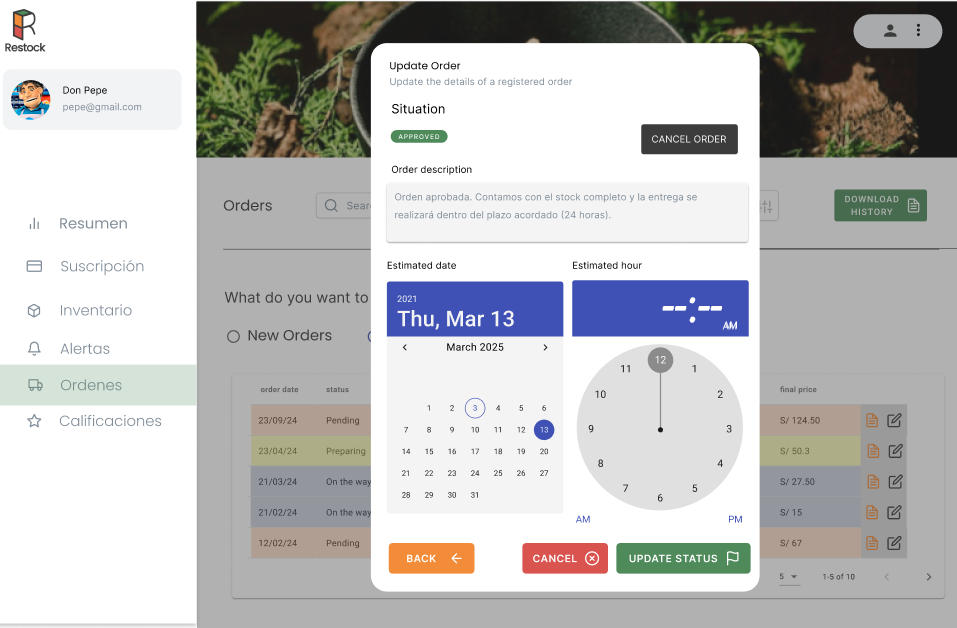 Restock
Don Pepe
pepe@gmail.com
Resumen
Suscripción
Inventario
Alertas
Ordenes
Calificaciones
Orders
Sear
DOWNLOAD
HISTORY
What do you want to
New Orders
order date status final price
23/09/24 Pending S/ 124.50
23/04/24 Preparing S/ 50.3
21/03/24 On the way S/ 27.50
21/02/24 On the way S/ 15
12/02/24 Pending S/ 67
5 1-5 of 10
Update Order
Update the details of a registered order
Situation
APPROVED
CANCEL ORDER
Order description
Orden aprobada. Contamos con el stock completo y la entrega se
realizará dentro del plazo acordado (24 horas).
Estimated date
2021
Thu, Mar 13
March 2025
1 2 3 4 5 6
7 8 9 10 11 12 13
14 15 16 17 18 19 20
21 22 23 24 25 26 27
28 29 30 31
Estimated hour
--:--
AM
12
11 1
10 2
9 3
8 4
7 5
6
AM PM
BACK
CANCEL
UPDATE STATUS